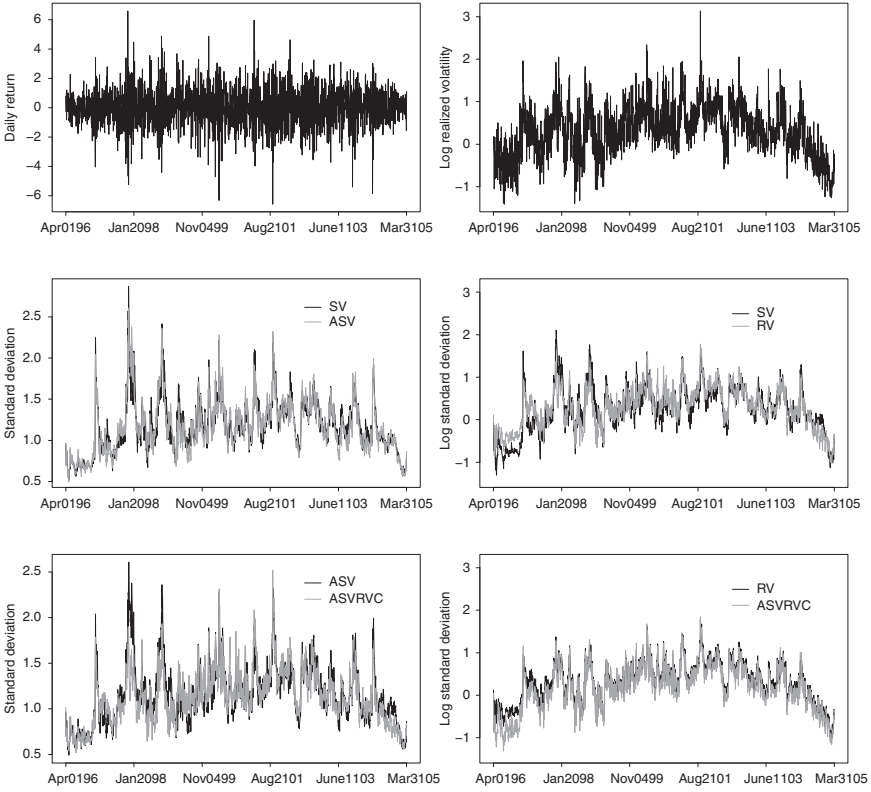 Daily return
6
4
2
0
−2
−4
−6
Apr0196 Jan2098 Nov0499 Aug2101 June1103 Mar3105
Log realized volatility
3
2
1
0
−1
Apr0196 Jan2098 Nov0499 Aug2101 June1103 Mar3105
Standard deviation
2.5
2.0
1.5
1.0
0.5
SV
ASV
Apr0196 Jan2098 Nov0499 Aug2101 June1103 Mar3105
Log standard deviation
3
2
1
0
−1
SV
RV
Apr0196 Jan2098 Nov0499 Aug2101 June1103 Mar3105
Standard deviation
2.5
2.0
1.5
1.0
0.5
ASV
ASVRVC
Apr0196 Jan2098 Nov0499 Aug2101 June1103 Mar3105
Log standard deviation
3
2
1
0
−1
RV
ASVRVC
Apr0196 Jan2098 Nov0499 Aug2101 June1103 Mar3105